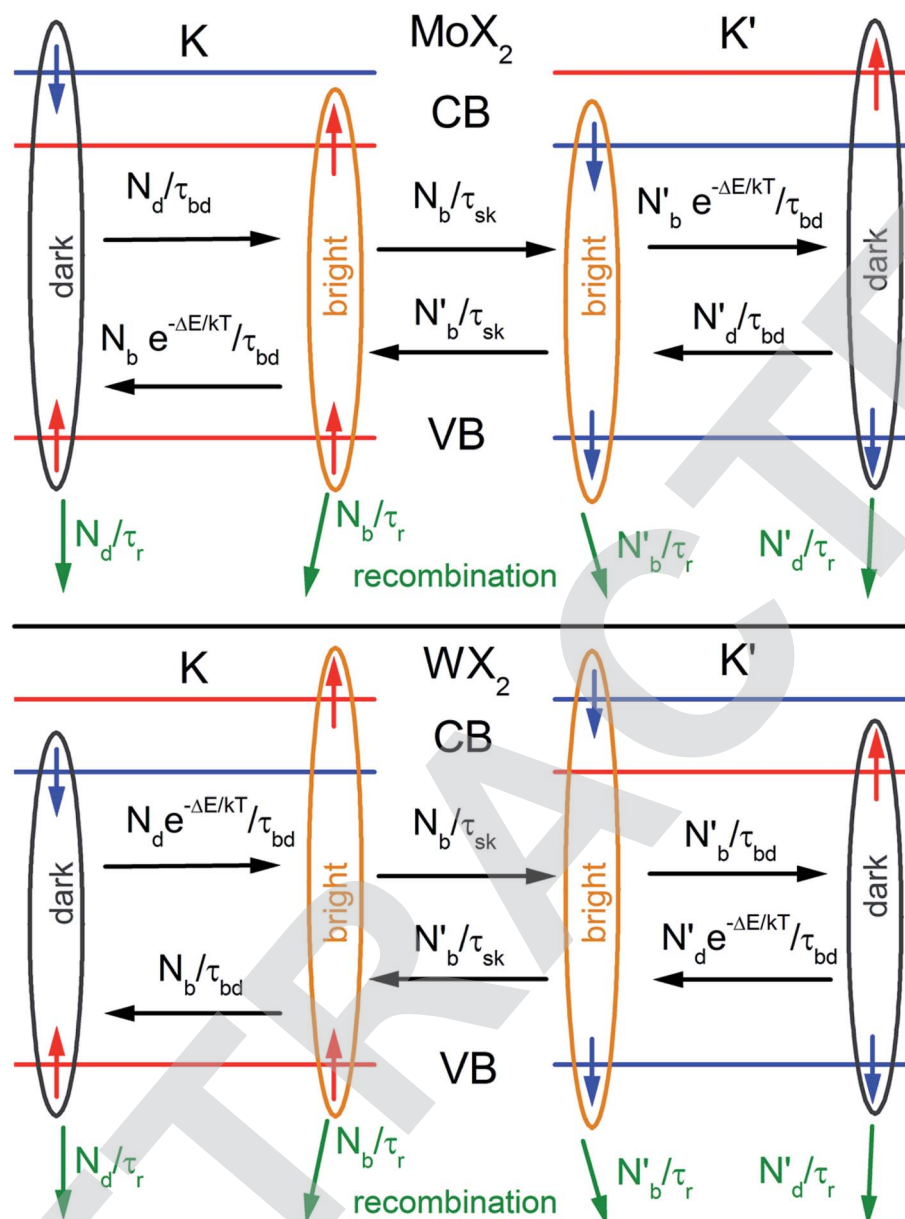 K MoX₂ K'
CB
N_d/τ_bd N_b/τ_sk N'_b e^-ΔE/kT/τ_bd
dark bright bright dark
N_b e^-ΔE/kT/τ_bd N'_b/τ_sk N'_d/τ_bd
VB
N_d/τ_r N_b/τ_r N'_b/τ_r N'_d/τ_r
recombination
K WX₂ K'
CB
N_d e^-ΔE/kT/τ_bd N_b/τ_sk N'_b/τ_bd
dark bright bright dark
N_b/τ_bd N'_b/τ_sk N'_d e^-ΔE/kT/τ_bd
VB
N_d/τ_r N_b/τ_r N'_b/τ_r N'_d/τ_r
recombination